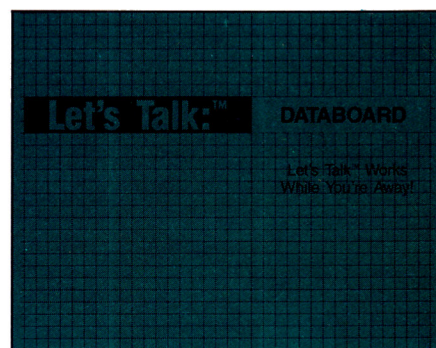 Let's Talk:™
DATABOARD
Let's Talk™ Works
While You're Away!